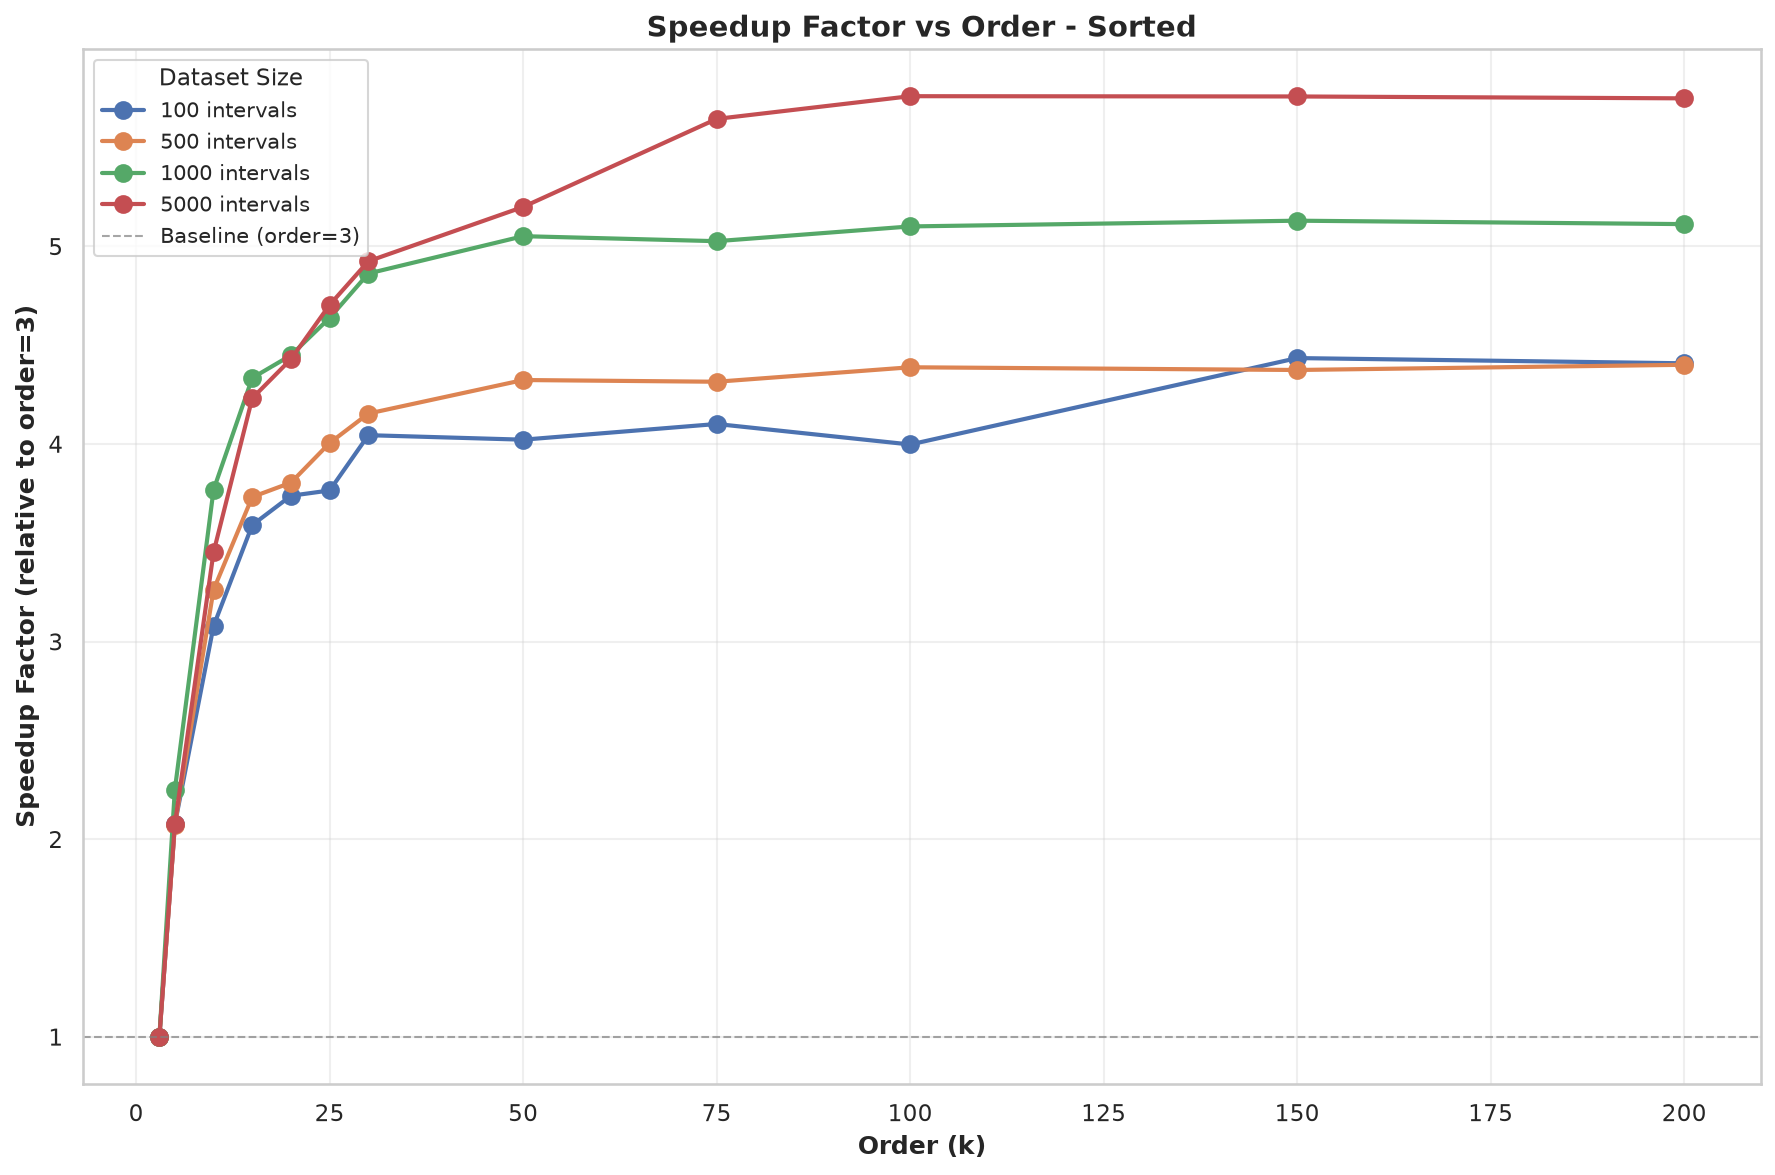 Speedup Factor vs Order - Sorted
Dataset Size
100 intervals
500 intervals
1000 intervals
5000 intervals
Baseline (order=3)
Speedup Factor (relative to order=3)
5
4
3
2
1
0 25 50 75 100 125 150 175 200
Order (k)